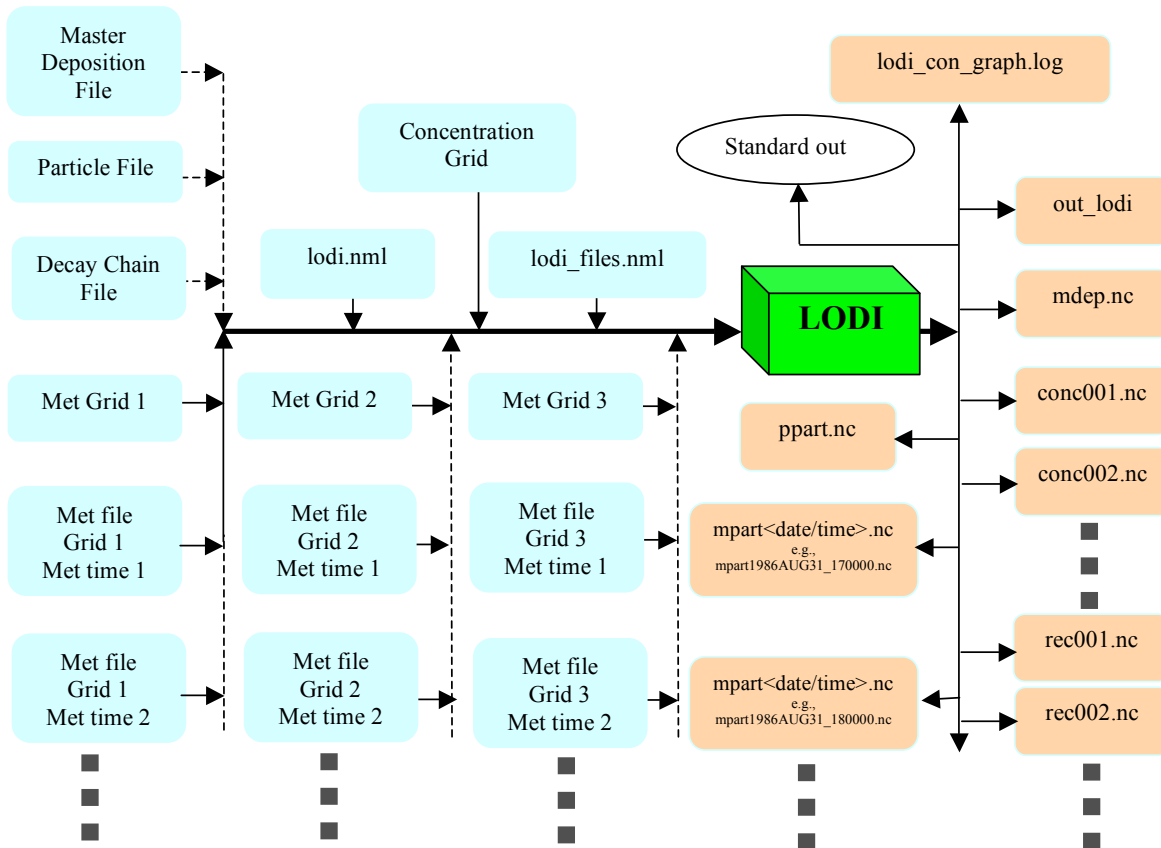 Master
Deposition
File
lodi_con_graph.log
Concentration
Grid
Standard out
Particle File
out_lodi
Decay Chain
File
lodi.nml
lodi_files.nml
LODI
mdep.nc
Met Grid 1
Met Grid 2
Met Grid 3
ppart.nc
conc001.nc
conc002.nc
Met file
Grid 1
Met time 1
Met file
Grid 2
Met time 1
Met file
Grid 3
Met time 1
mpart<date/time>.nc
e.g.,
mpart1986AUG31_170000.nc
rec001.nc
Met file
Grid 1
Met time 2
Met file
Grid 2
Met time 2
Met file
Grid 3
Met time 2
mpart<date/time>.nc
e.g.,
mpart1986AUG31_180000.nc
rec002.nc